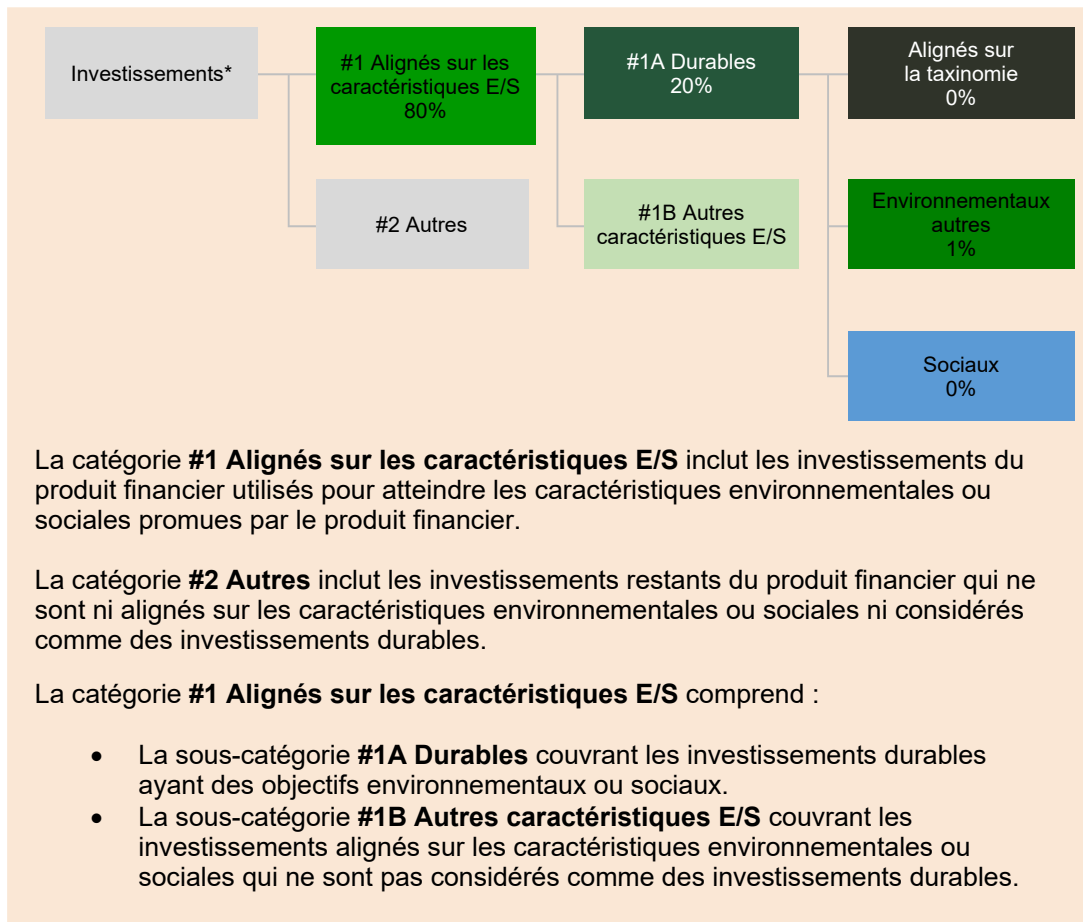 Investissements*
#1 Alignés sur les
caractéristiques E/S
80%
#1A Durables
20%
Alignés sur
la taxinomie
0%
#2 Autres
#1B Autres
caractéristiques E/S
Environnementaux
autres
1%
Sociaux
0%
La catégorie #1 Alignés sur les caractéristiques E/S inclut les investissements du
produit financier utilisés pour atteindre les caractéristiques environnementales ou
sociales promues par le produit financier.
La catégorie #2 Autres inclut les investissements restants du produit financier qui ne
sont ni alignés sur les caractéristiques environnementales ou sociales ni considérés
comme des investissements durables.
La catégorie #1 Alignés sur les caractéristiques E/S comprend :
• La sous-catégorie #1A Durables couvrant les investissements durables
ayant des objectifs environnementaux ou sociaux.
• La sous-catégorie #1B Autres caractéristiques E/S couvrant les
investissements alignés sur les caractéristiques environnementales ou
sociales qui ne sont pas considérés comme des investissements durables.